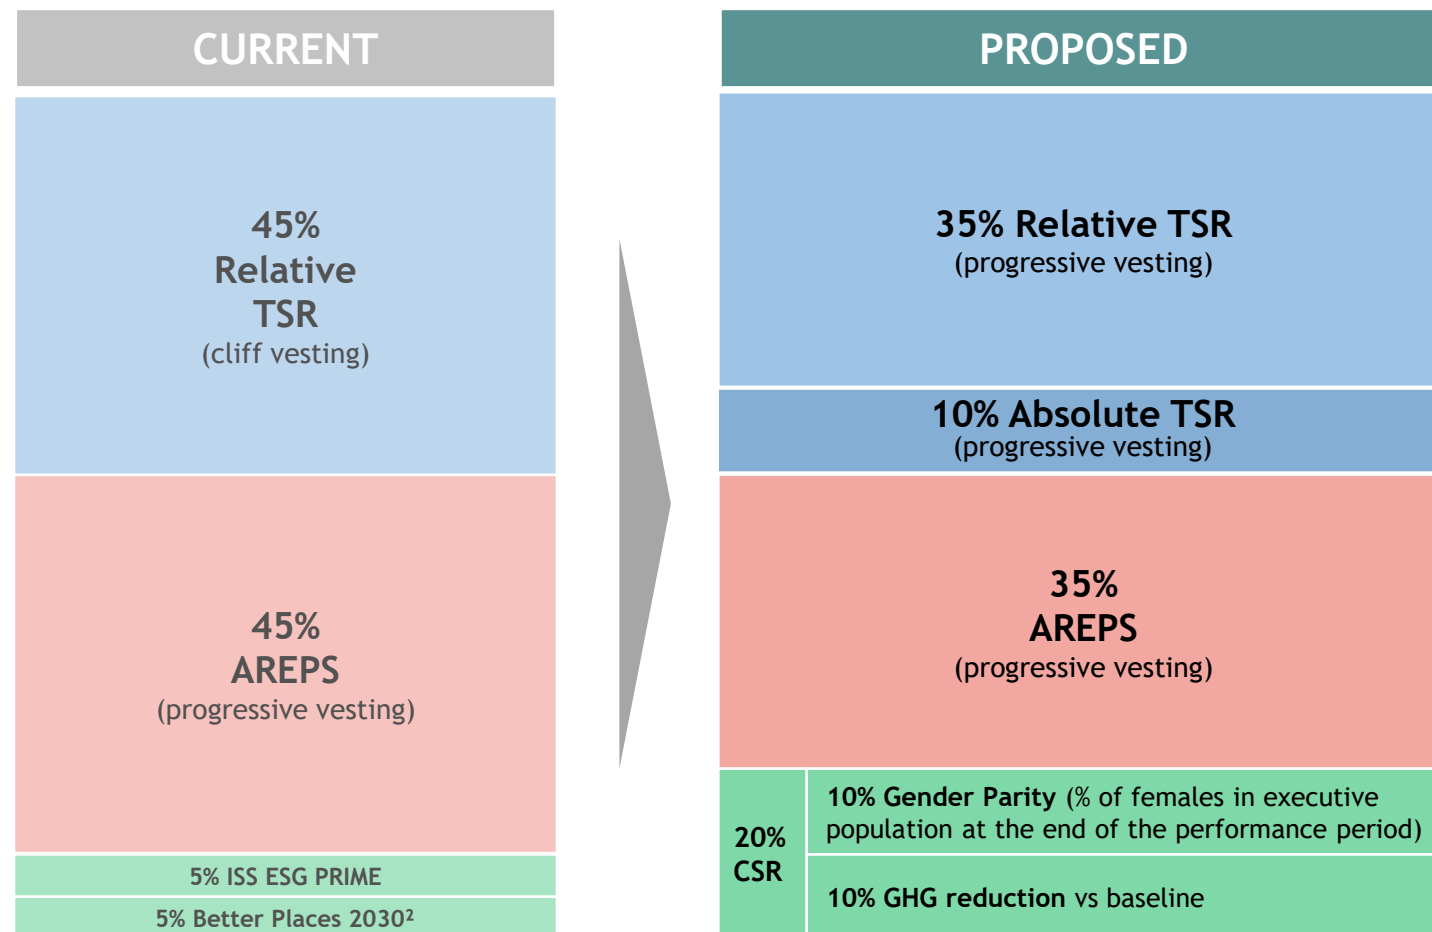 CURRENT
45%
Relative
TSR
(cliff vesting)
45%
AREPS
(progressive vesting)
5% ISS ESG PRIME
5% Better Places 2030²
PROPOSED
35% Relative TSR
(progressive vesting)
10% Absolute TSR
(progressive vesting)
35%
AREPS
(progressive vesting)
20%
CSR
10% Gender Parity (% of females in executive
population at the end of the performance period)
10% GHG reduction vs baseline